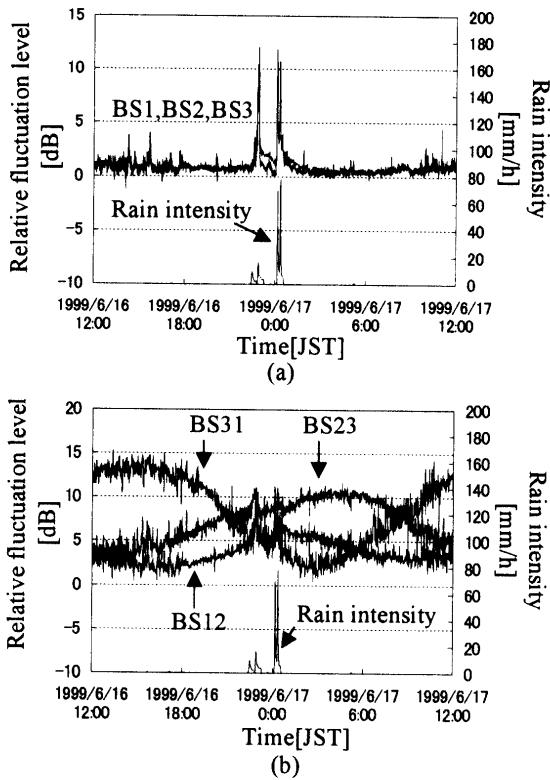 Relative fluctuation level
[dB]
15
10
5
0
−5
−10
200
180
160
140
120
100
80
60
40
20
0
Rain intensity
[mm/h]
BS1,BS2,BS3
Rain intensity
1999/6/16 1999/6/16 1999/6/17 1999/6/17 1999/6/17
12:00 18:00 0:00 6:00 12:00
Time[JST]
(a)
Relative fluctuation level
[dB]
20
15
10
5
0
−5
−10
200
180
160
140
120
100
80
60
40
20
0
Rain intensity
[mm/h]
BS31
BS23
BS12
Rain intensity
1999/6/16 1999/6/16 1999/6/17 1999/6/17 1999/6/17
12:00 18:00 0:00 6:00 12:00
Time[JST]
(b)